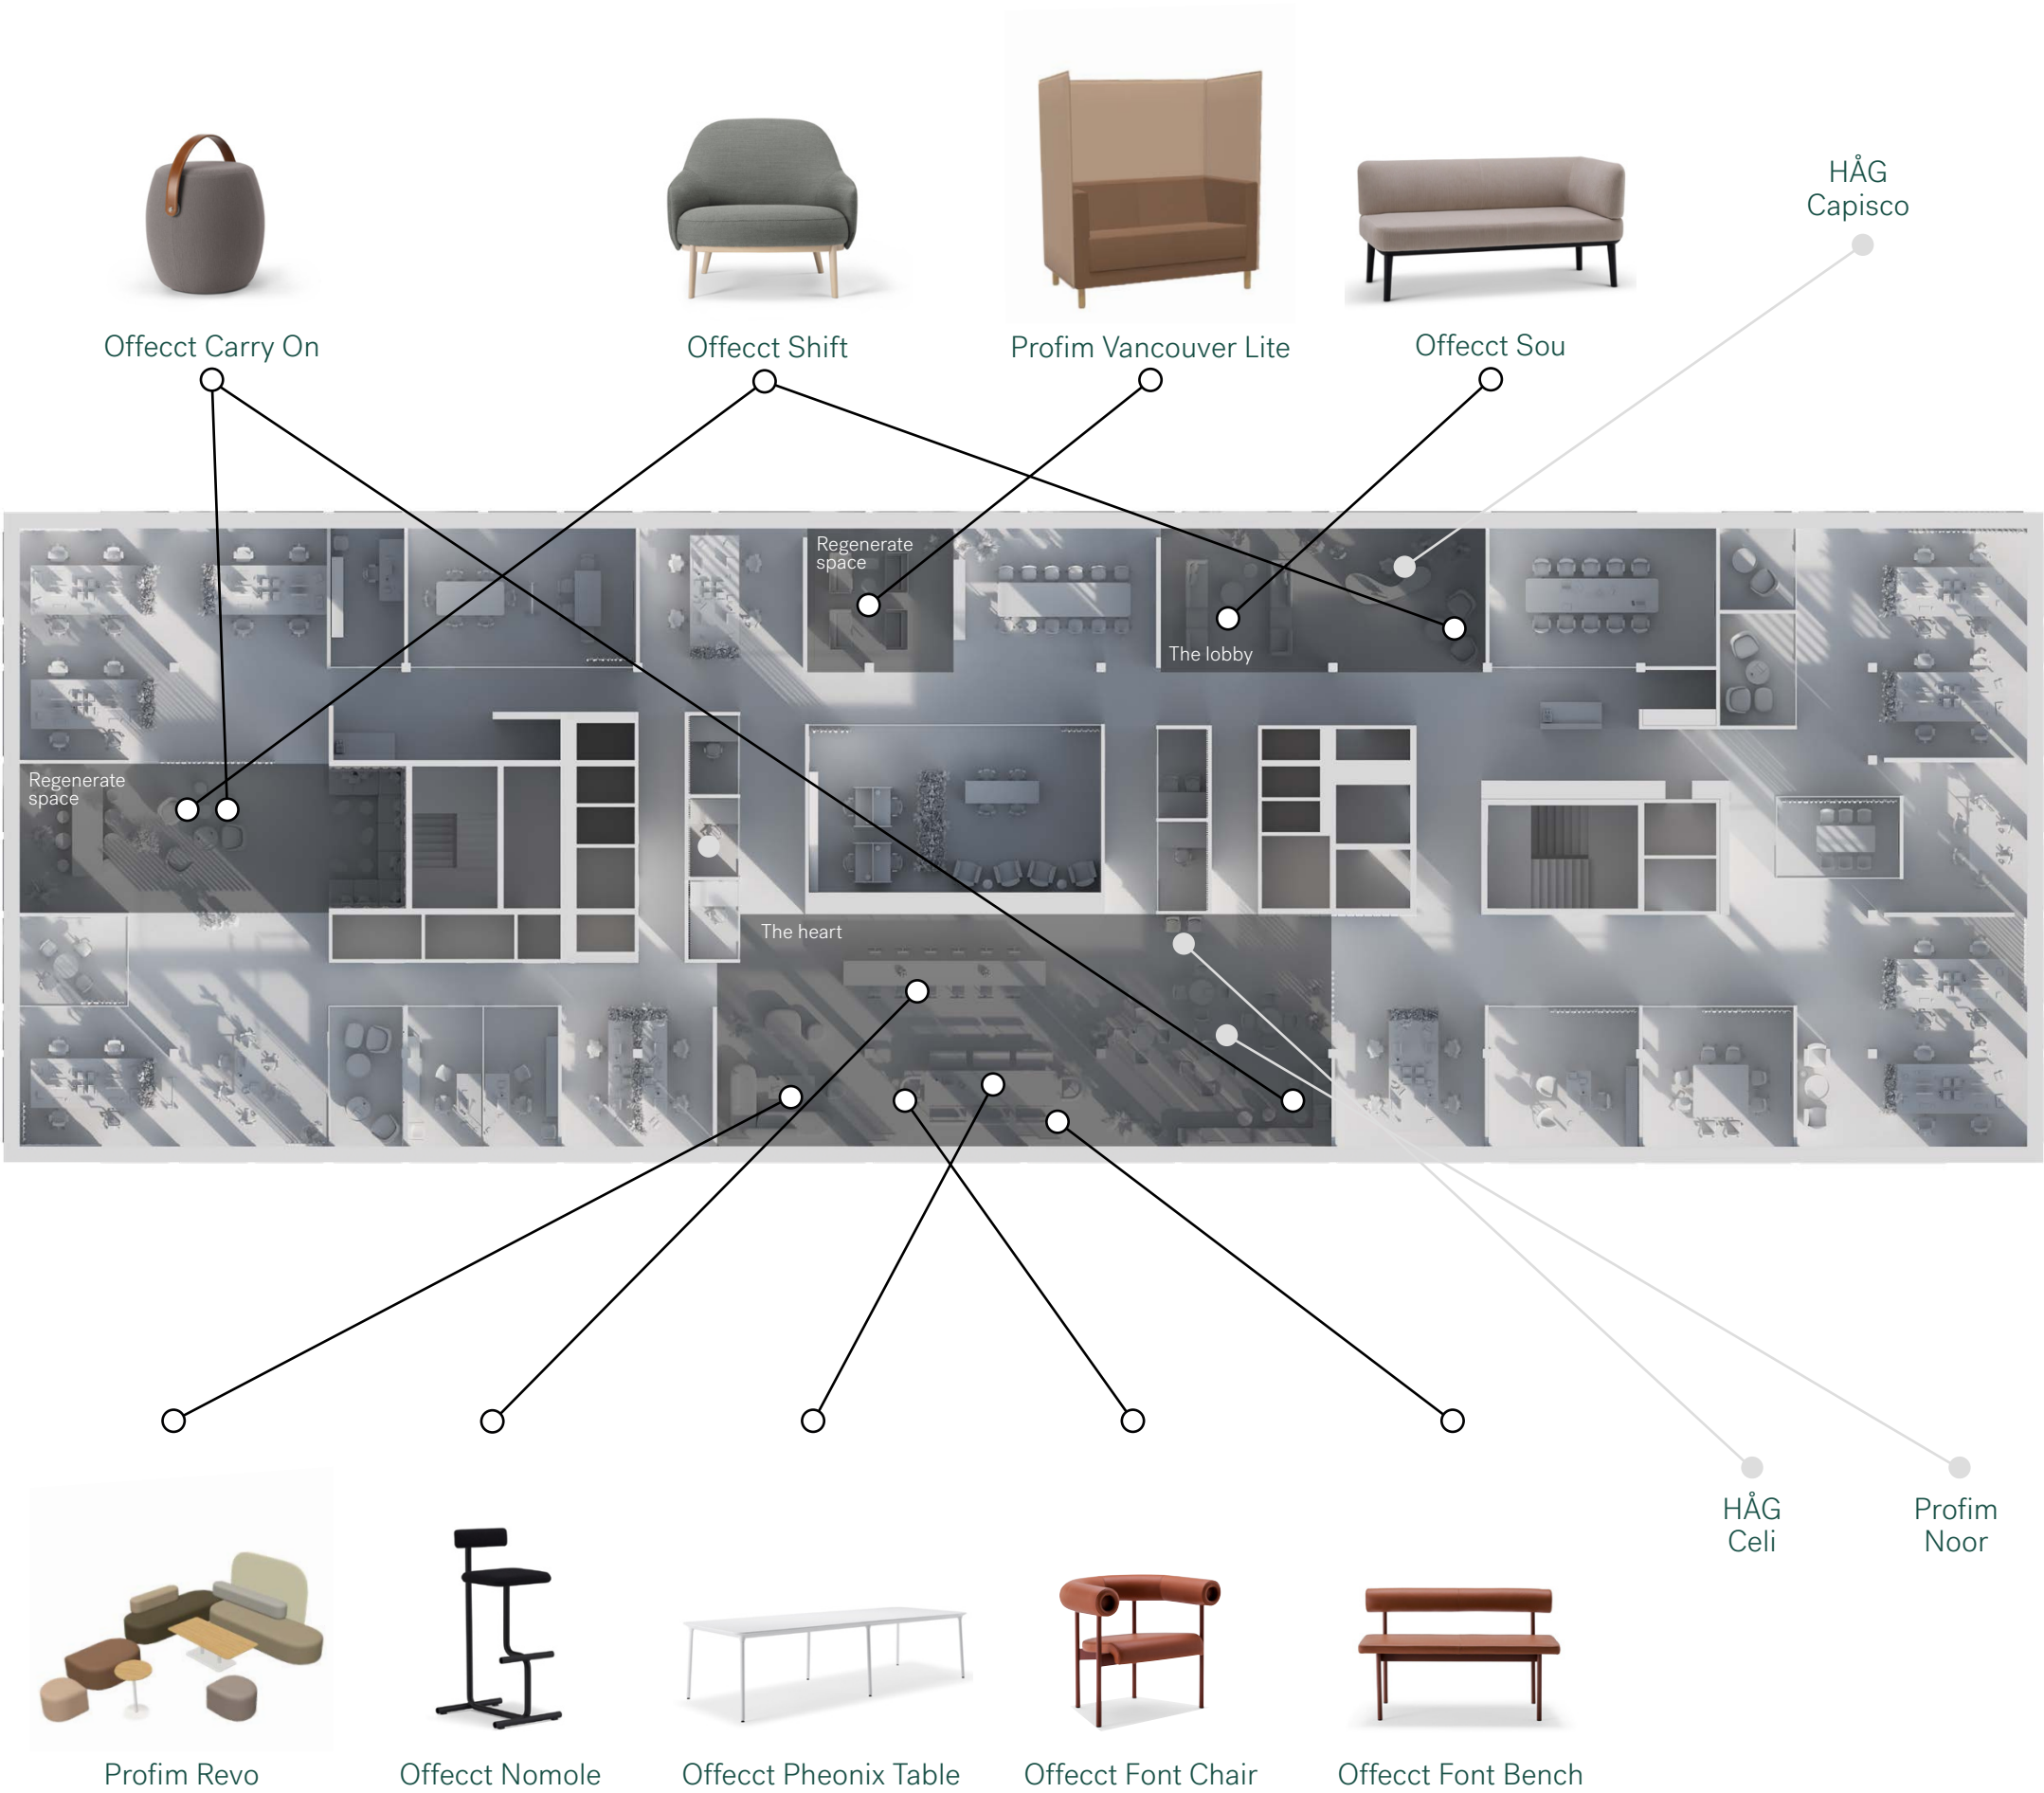 HÅG
Capisco
Offecct Carry On
Offecct Shift
Profim Vancouver Lite
Offecct Sou
Regenerate
space
The lobby
Regenerate
space
The heart
HÅG
Celi
Profim
Noor
Profim Revo
Offecct Nomole
Offecct Pheonix Table
Offecct Font Chair
Offecct Font Bench